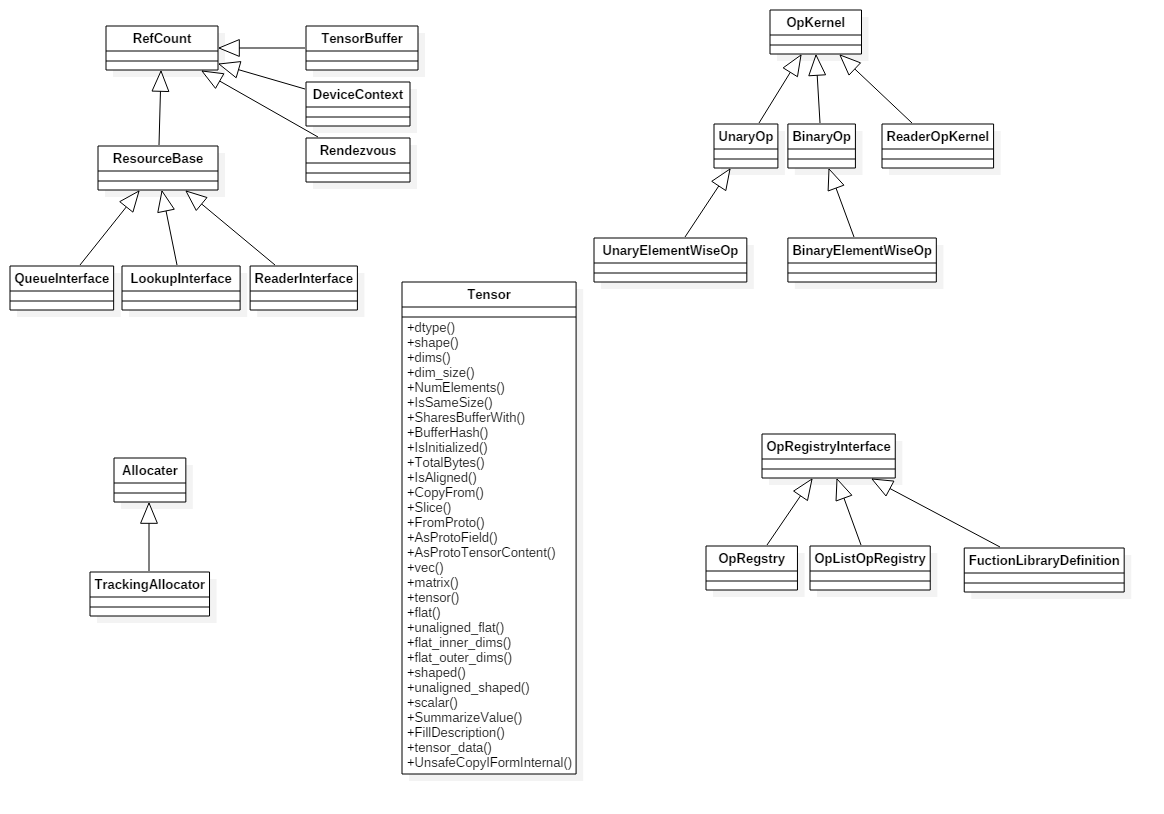 RefCount
TensorBuffer
DeviceContext
Rendezvous
ResourceBase
QueueInterface
LookupInterface
ReaderInterface
OpKernel
UnaryOp
BinaryOp
ReaderOpKernel
UnaryElementWiseOp
BinaryElementWiseOp
Tensor
+dtype()
+shape()
+dims()
+dim_size()
+NumElements()
+IsSameSize()
+SharesBufferWith()
+BufferHash()
+IsInitialized()
+TotalBytes()
+IsAligned()
+CopyFrom()
+Slice()
+FromProto()
+AsProtoField()
+AsProtoTensorContent()
+vec()
+matrix()
+tensor()
+flat()
+unaligned_flat()
+flat_inner_dims()
+flat_outer_dims()
+shaped()
+unaligned_shaped()
+scalar()
+SummarizeValue()
+FillDescription()
+tensor_data()
+UnsafeCopyIFormInternal()
Allocater
TrackingAllocator
OpRegistryInterface
OpRegstry
OpListOpRegistry
FuctionLibraryDefinition